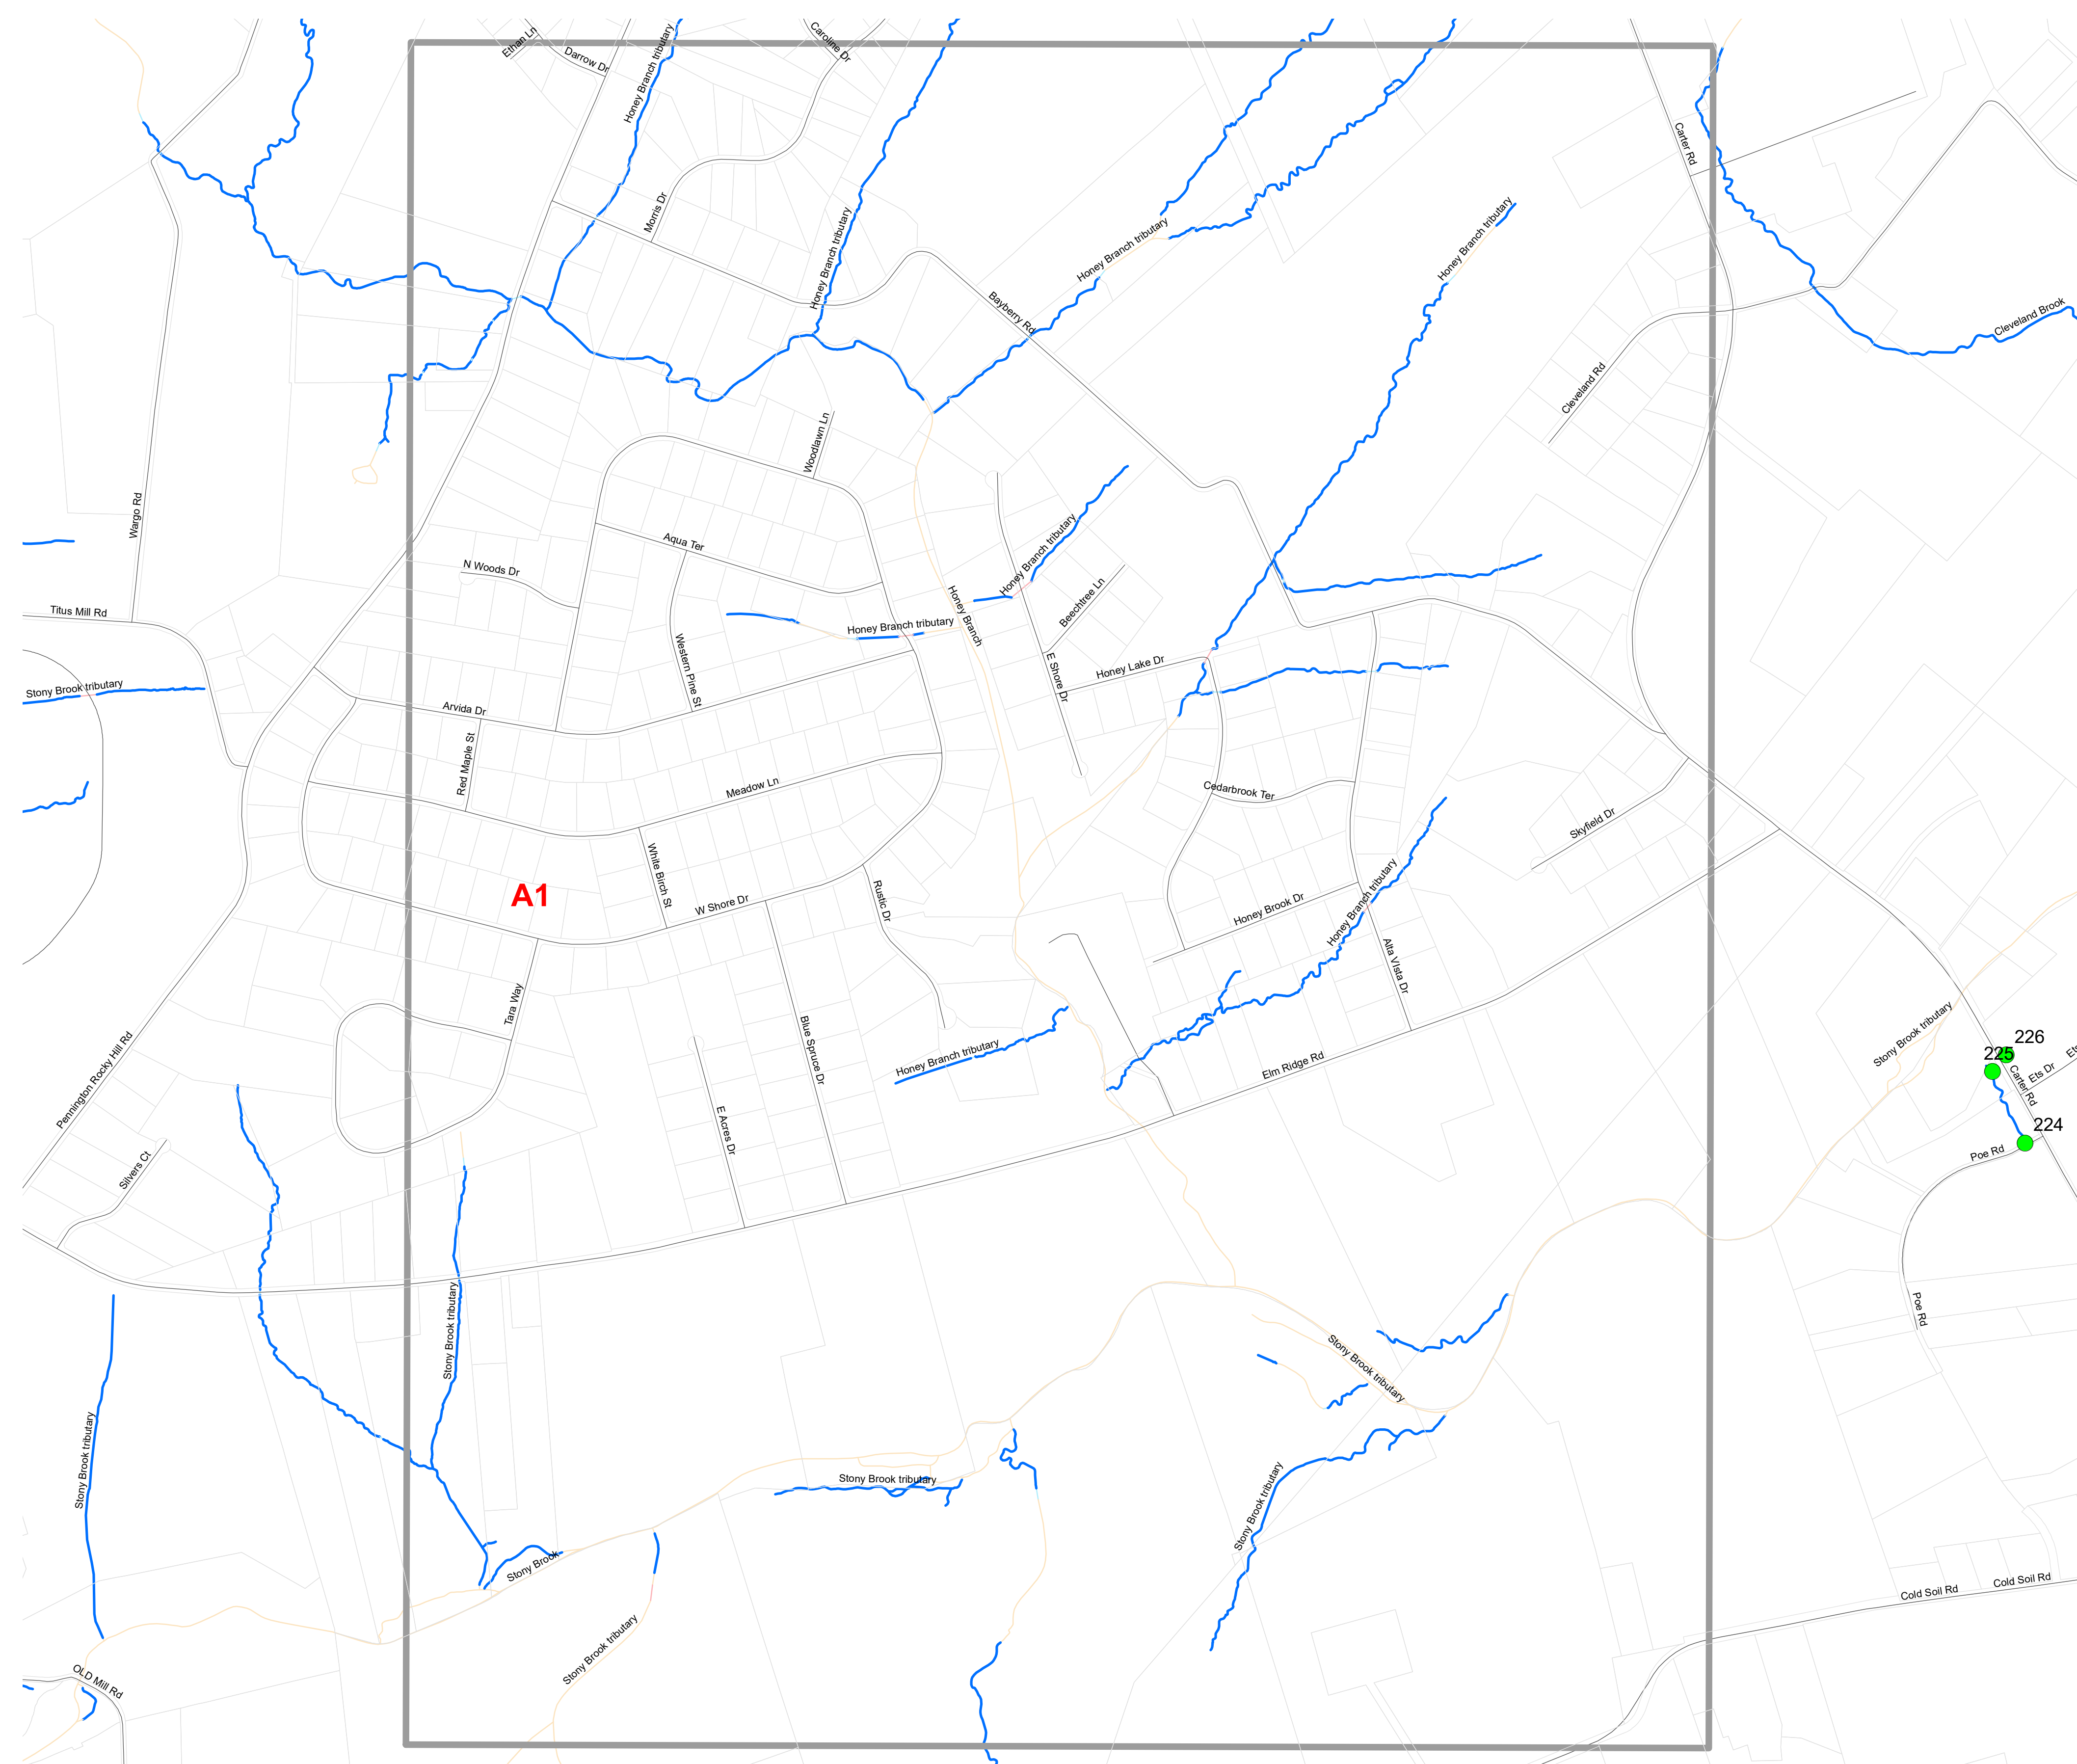 Ethan Ln
Darrow Dr
Honey Branch tributary
Caroline Dr
Carter Rd
Morris Dr
Honey Branch tributary
Honey Branch tributary
Honey Branch tributary
Bayberry Rd
Cleveland Brook
Cleveland Rd
Woodlawn Ln
Wargo Rd
Aqua Ter
N Woods Dr
Honey Branch tributary
Beechtree Ln
Honey Branch
Titus Mill Rd
Honey Branch tributary
Western Pine St
E Shore Dr
Honey Lake Dr
Stony Brook tributary
Arvida Dr
Red Maple St
Meadow Ln
Cedarbrook Ter
Skyfield Dr
White Birch St
A1
W Shore Dr
Rustic Dr
Honey Brook Dr
Honey Branch tributary
Alta VIsta Dr
Tara Way
Blue Spruce Dr
Honey Branch tributary
Elm Ridge Rd
Stony Brook tributary
226
225
Carter Rd
Ets Dr
Ets
224
Poe Rd
Pennington Rocky Hill Rd
E Acres Dr
Silvers Ct
Poe Rd
Stony Brook tributary
Stony Brook tributary
Stony Brook tributary
Stony Brook tributary
Stony Brook tributary
Stony Brook
Cold Soil Rd
Cold Soil Rd
Stony Brook tributary
OLD Mill Rd